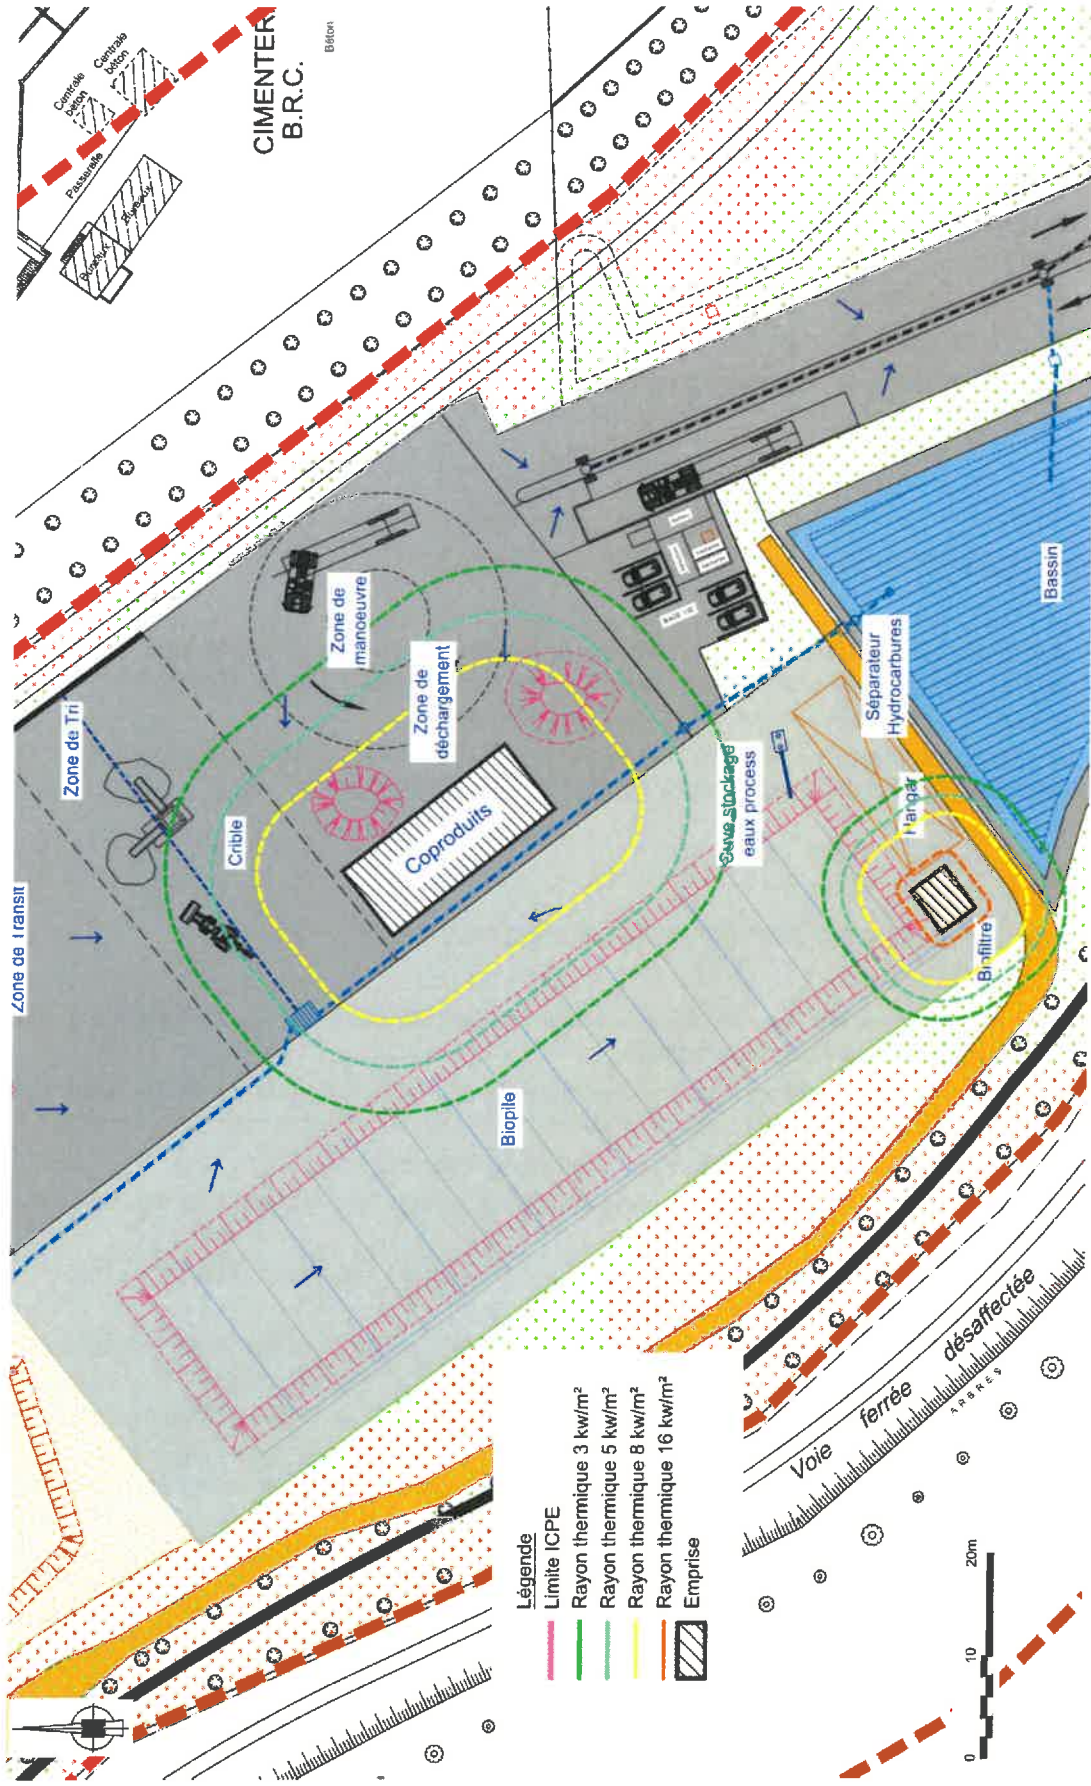 Centrale
béton
Centrale
béton
Passerelle
Bureaux
Bureaux
CIMENTER
B.R.C.
Béton
Zone de Transit
Zone de Tri
Crible
Zone de
manoeuvre
Zone de
déchargement
Coproduits
Cuve stockage
eaux process
Séparateur
Hydrocarbures
Bassin
Hangar
Biofiltre
Biopile
Légende
Limite ICPE
Rayon thermique 3 kw/m²
Rayon thermique 5 kw/m²
Rayon thermique 8 kw/m²
Rayon thermique 16 kw/m²
Emprise
Voie ferrée désaffectée
ARBRES
0 10 20m